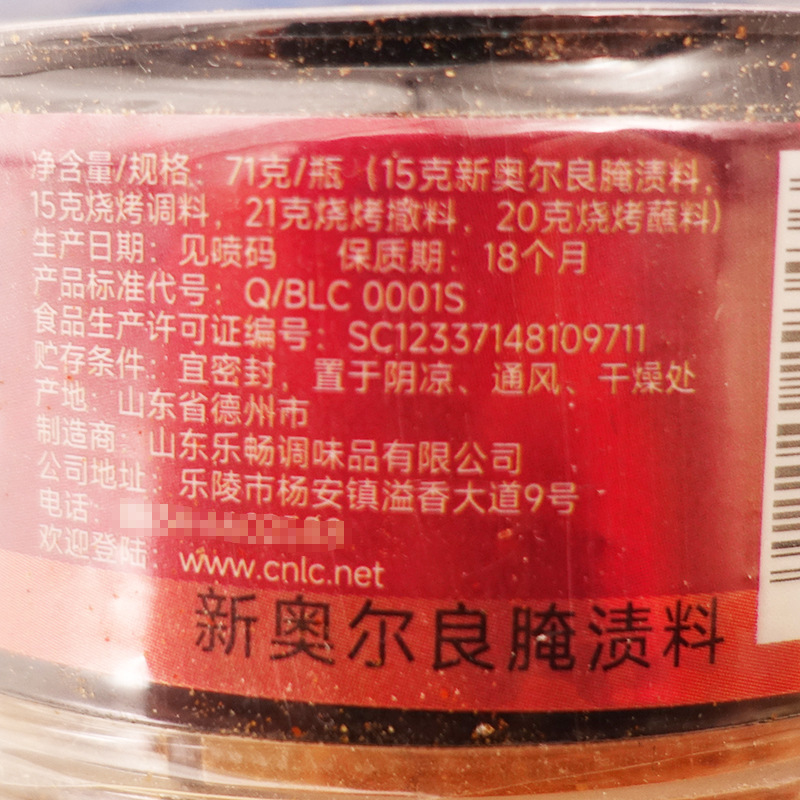 净含量/规格：71克/瓶（15克新奥尔良腌渍料，
15克烧烤调料，21克烧烤撒料，20克烧烤蘸料）
生产日期：见喷码 保质期：18个月
产品标准代号：Q/BLC 0001S
食品生产许可证编号：SC12337148109711
贮存条件：宜密封，置于阴凉、通风、干燥处
产地：山东省德州市
制造商：山东乐畅调味品有限公司
公司地址：乐陵市杨安镇溢香大道9号
电话：
欢迎登陆：www.cnlc.net
新奥尔良腌渍料